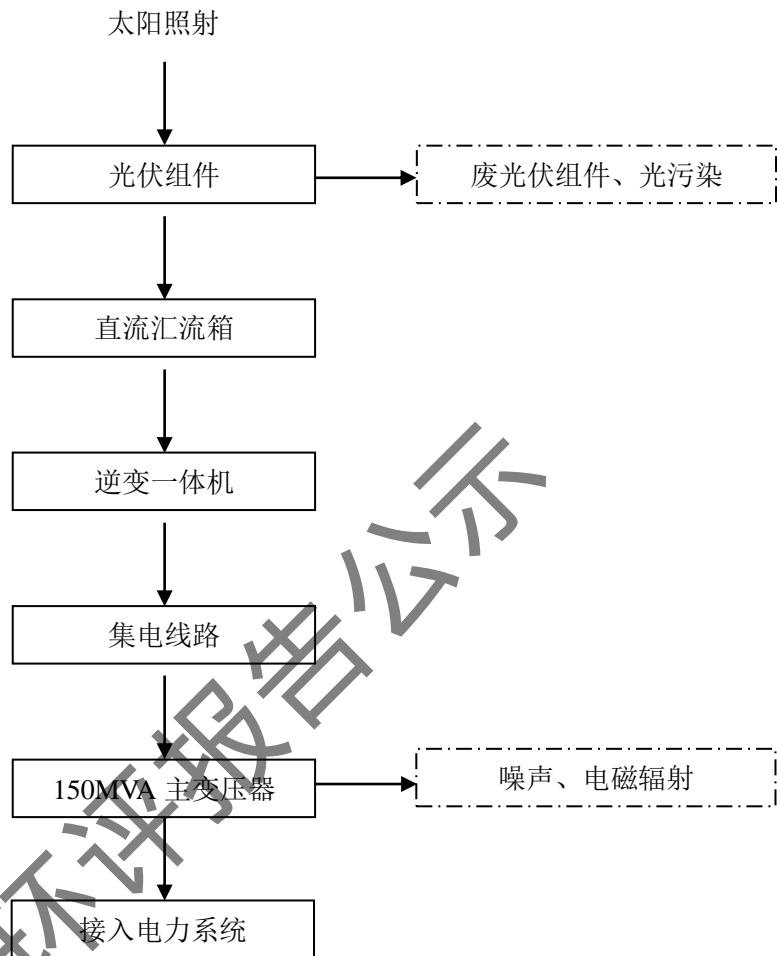 太阳照射
光伏组件
废光伏组件、光污染
直流汇流箱
逆变一体机
集电线路
150MVA 主变压器
噪声、电磁辐射
接入电力系统
环评报告公示